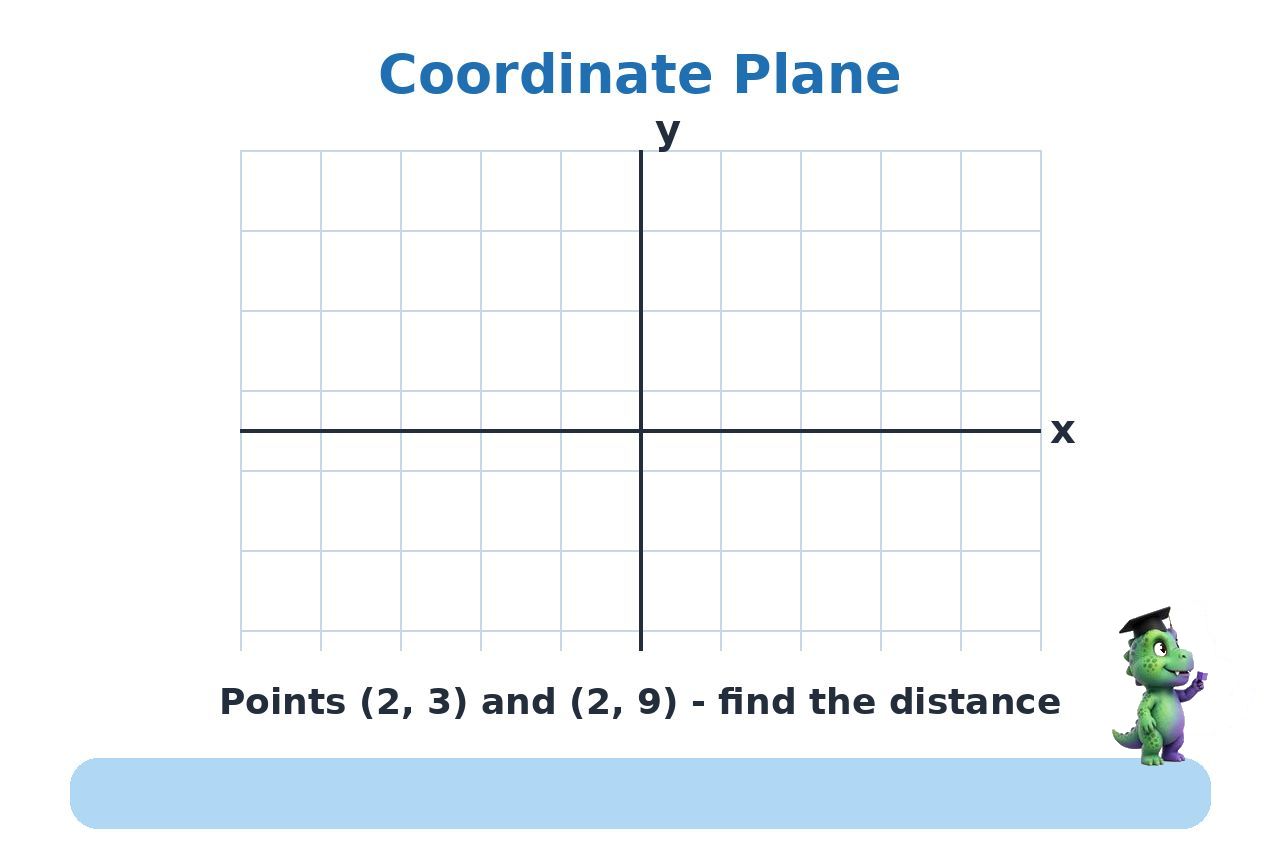 Coordinate Plane
y
x
Points (2, 3) and (2, 9) - find the distance